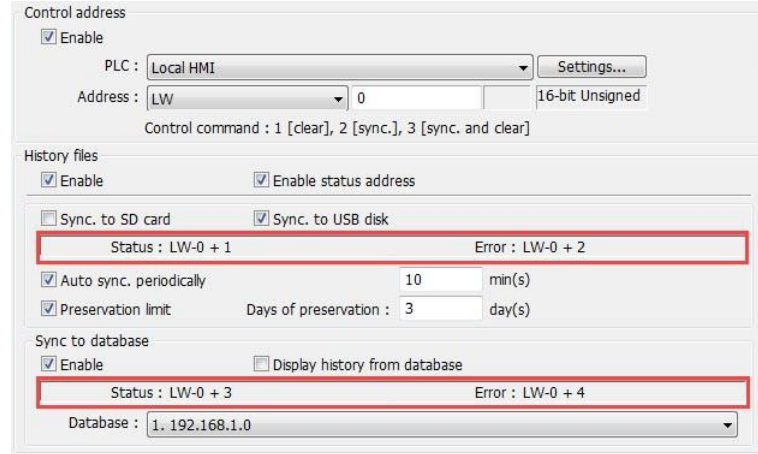 Control address
Enable
PLC : Local HMI Settings...
Address : LW 0 16-bit Unsigned
Control command : 1 [clear], 2 [sync.], 3 [sync. and clear]
History files
Enable Enable status address
Sync. to SD card Sync. to USB disk
Status : LW-0 + 1 Error : LW-0 + 2
Auto sync. periodically 10 min(s)
Preservation limit Days of preservation : 3 day(s)
Sync to database
Enable Display history from database
Status : LW-0 + 3 Error : LW-0 + 4
Database : 1. 192.168.1.0